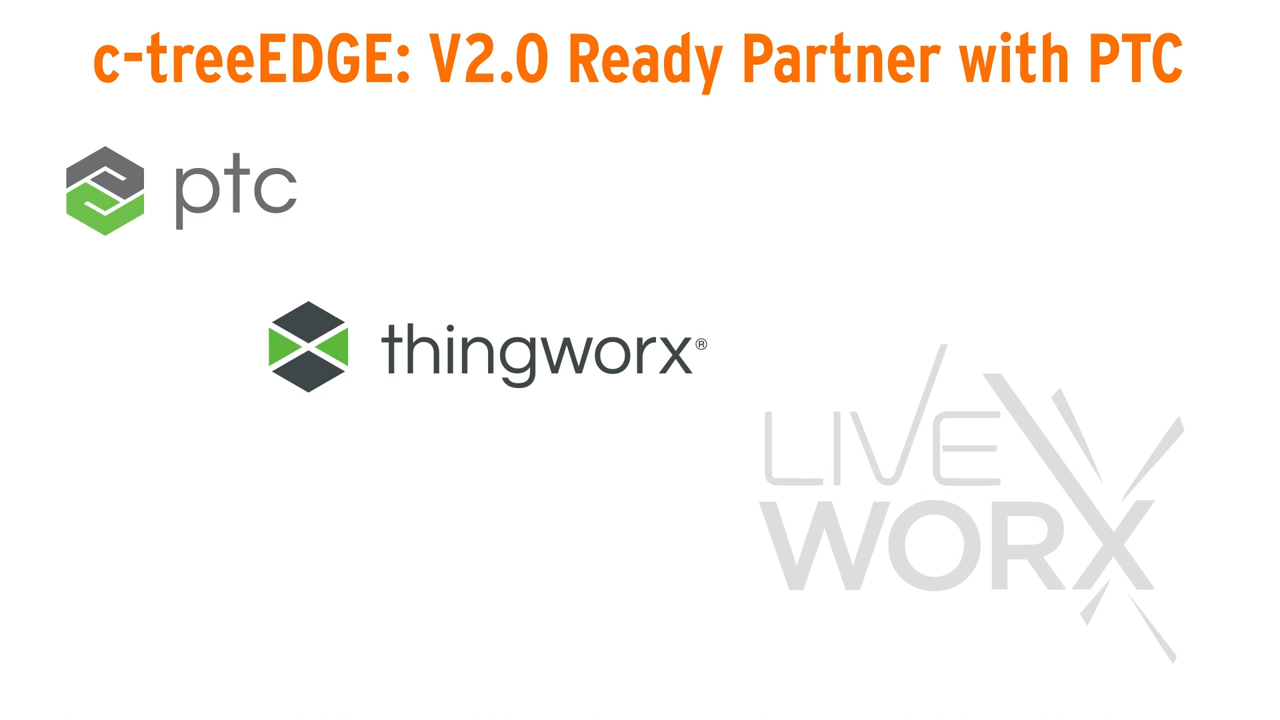 c-treeEDGE: V2.0 Ready Partner with PTC
ptc
thingworx®
LIVE
WORX